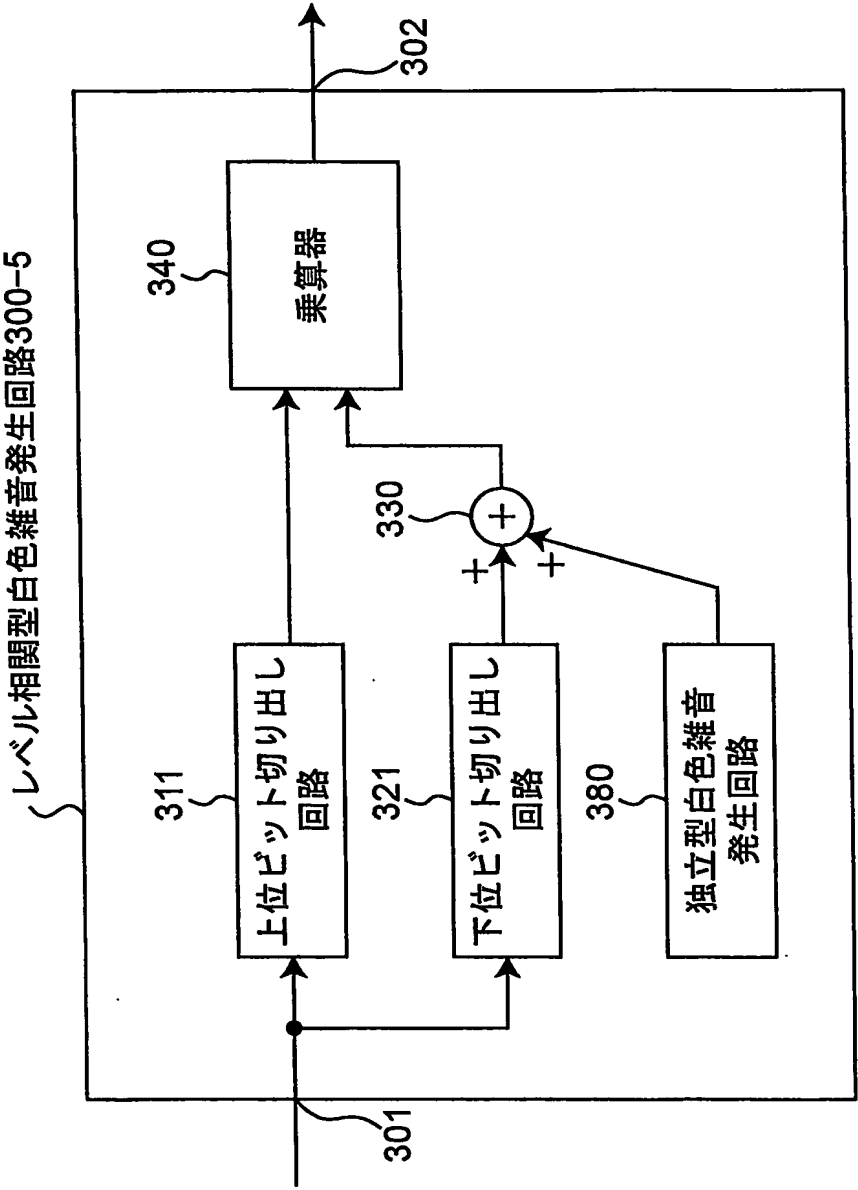 レベル相関型白色雑音発生回路300-5
301
311
上位ビット切り出し
回路
321
下位ビット切り出し
回路
380
独立型白色雑音
発生回路
330
+
+
+
340
乗算器
302